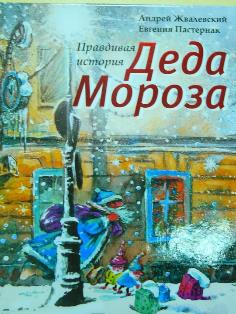 Андрей Жвалевский
Евгения Пастернак
Правдивая
история
Деда
Мороза